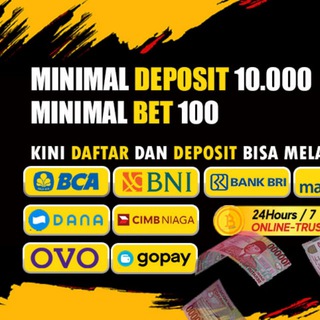 MINIMAL DEPOSIT 10.000
MINIMAL BET 100
KINI DAFTAR DAN DEPOSIT BISA MELA
BCA BNI BANK BRI ma
DANA CIMB NIAGA 24Hours / 7
ONLINE-TRUS
OVO gopay